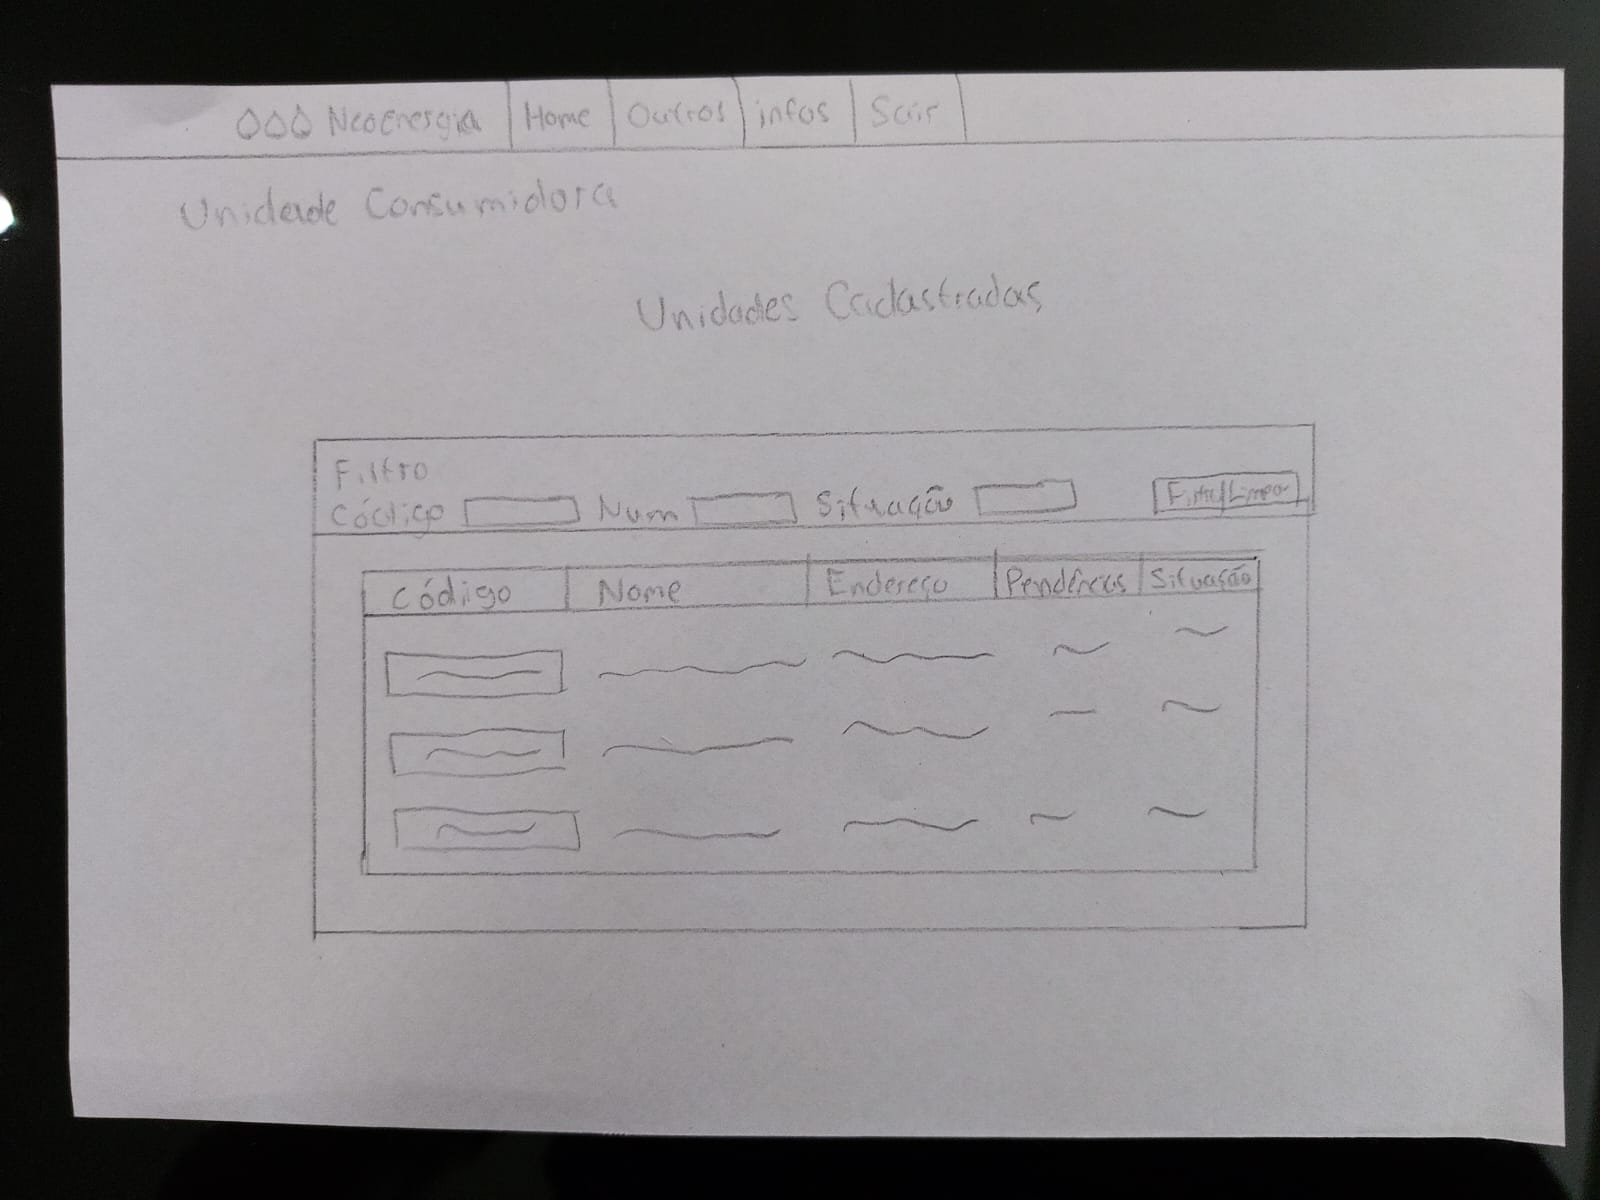 NeoEnergia Home Outros infos Sair
Unidade Consumidora
Unidades Cadastradas
Filtro
Código Num Situação Filtra Limpar
Código Nome Endereço Pendências Situação